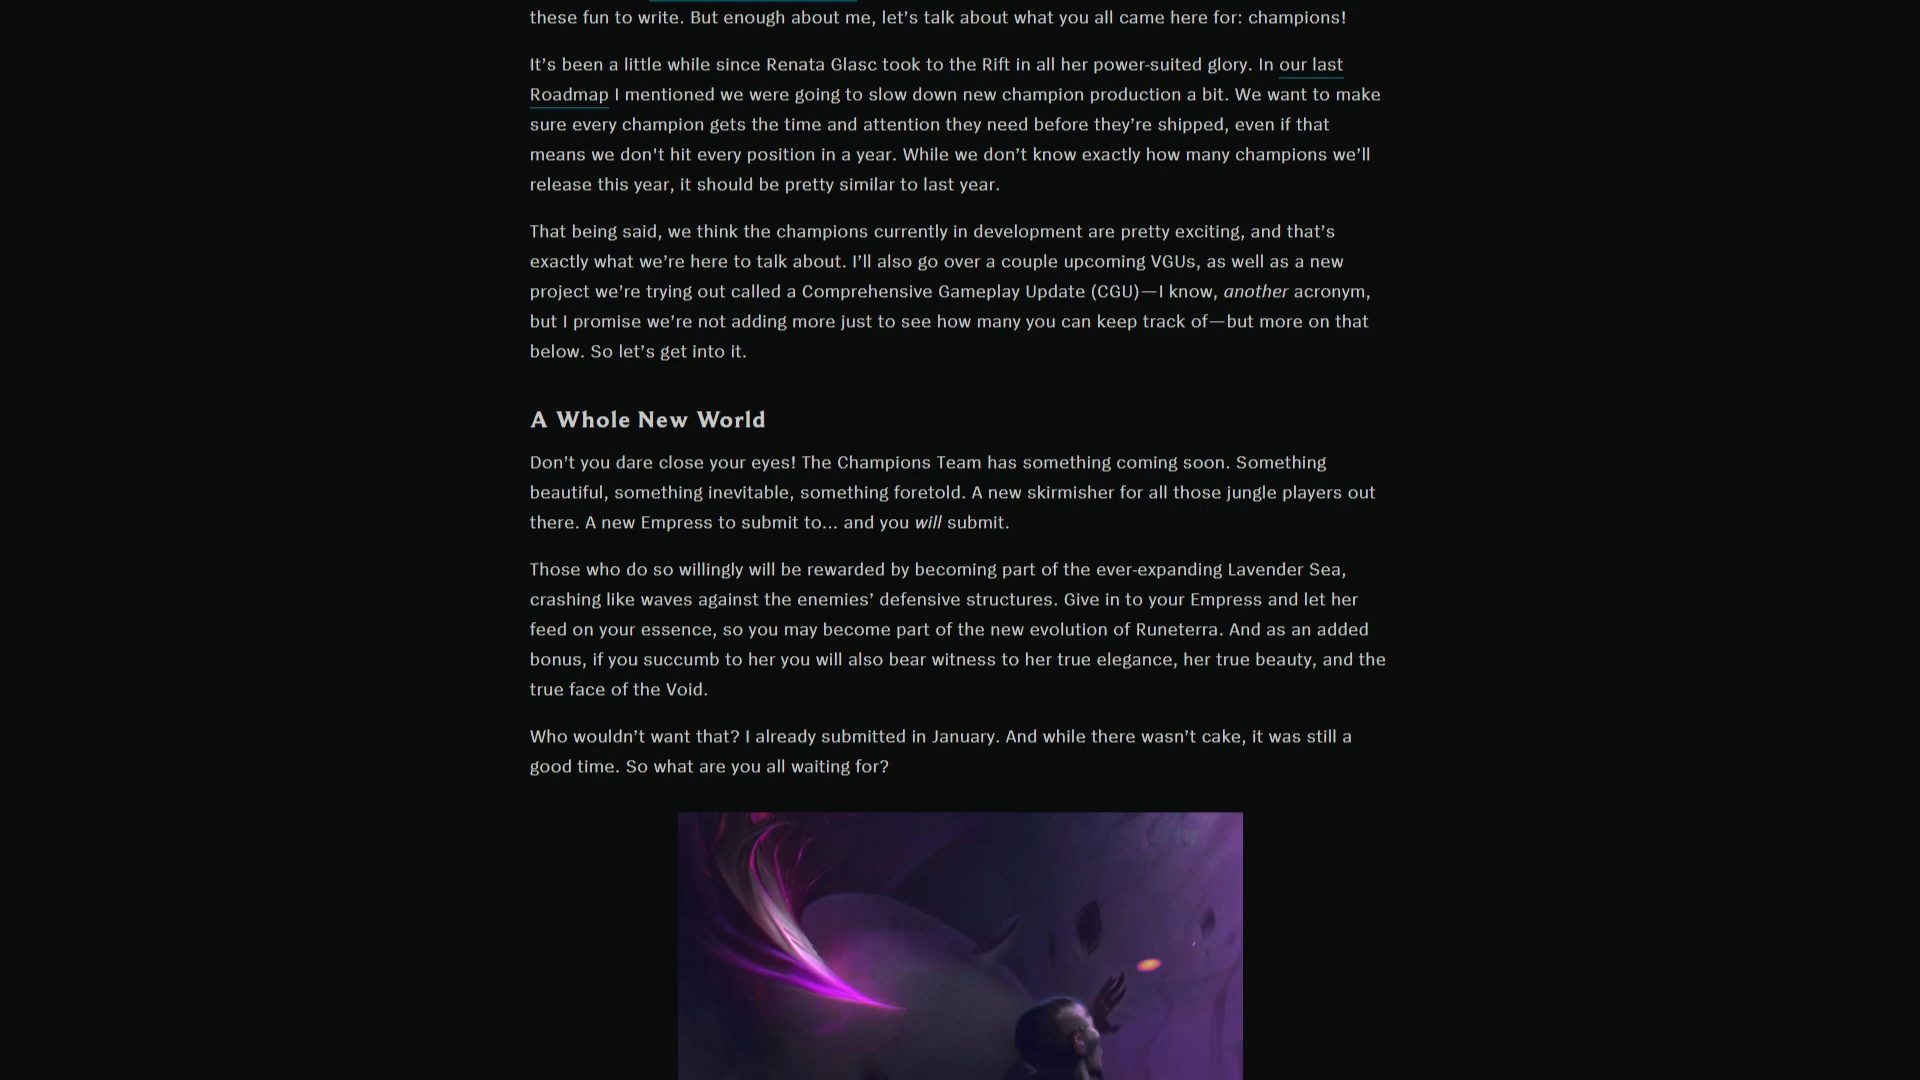 these fun to write. But enough about me, let’s talk about what you all came here for: champions!
It’s been a little while since Renata Glasc took to the Rift in all her power-suited glory. In our last
Roadmap I mentioned we were going to slow down new champion production a bit. We want to make
sure every champion gets the time and attention they need before they’re shipped, even if that
means we don't hit every position in a year. While we don’t know exactly how many champions we’ll
release this year, it should be pretty similar to last year.
That being said, we think the champions currently in development are pretty exciting, and that’s
exactly what we’re here to talk about. I’ll also go over a couple upcoming VGUs, as well as a new
project we’re trying out called a Comprehensive Gameplay Update (CGU)—I know, another acronym,
but I promise we’re not adding more just to see how many you can keep track of—but more on that
below. So let’s get into it.
A Whole New World
Don’t you dare close your eyes! The Champions Team has something coming soon. Something
beautiful, something inevitable, something foretold. A new skirmisher for all those jungle players out
there. A new Empress to submit to... and you will submit.
Those who do so willingly will be rewarded by becoming part of the ever-expanding Lavender Sea,
crashing like waves against the enemies’ defensive structures. Give in to your Empress and let her
feed on your essence, so you may become part of the new evolution of Runeterra. And as an added
bonus, if you succumb to her you will also bear witness to her true elegance, her true beauty, and the
true face of the Void.
Who wouldn’t want that? I already submitted in January. And while there wasn’t cake, it was still a
good time. So what are you all waiting for?